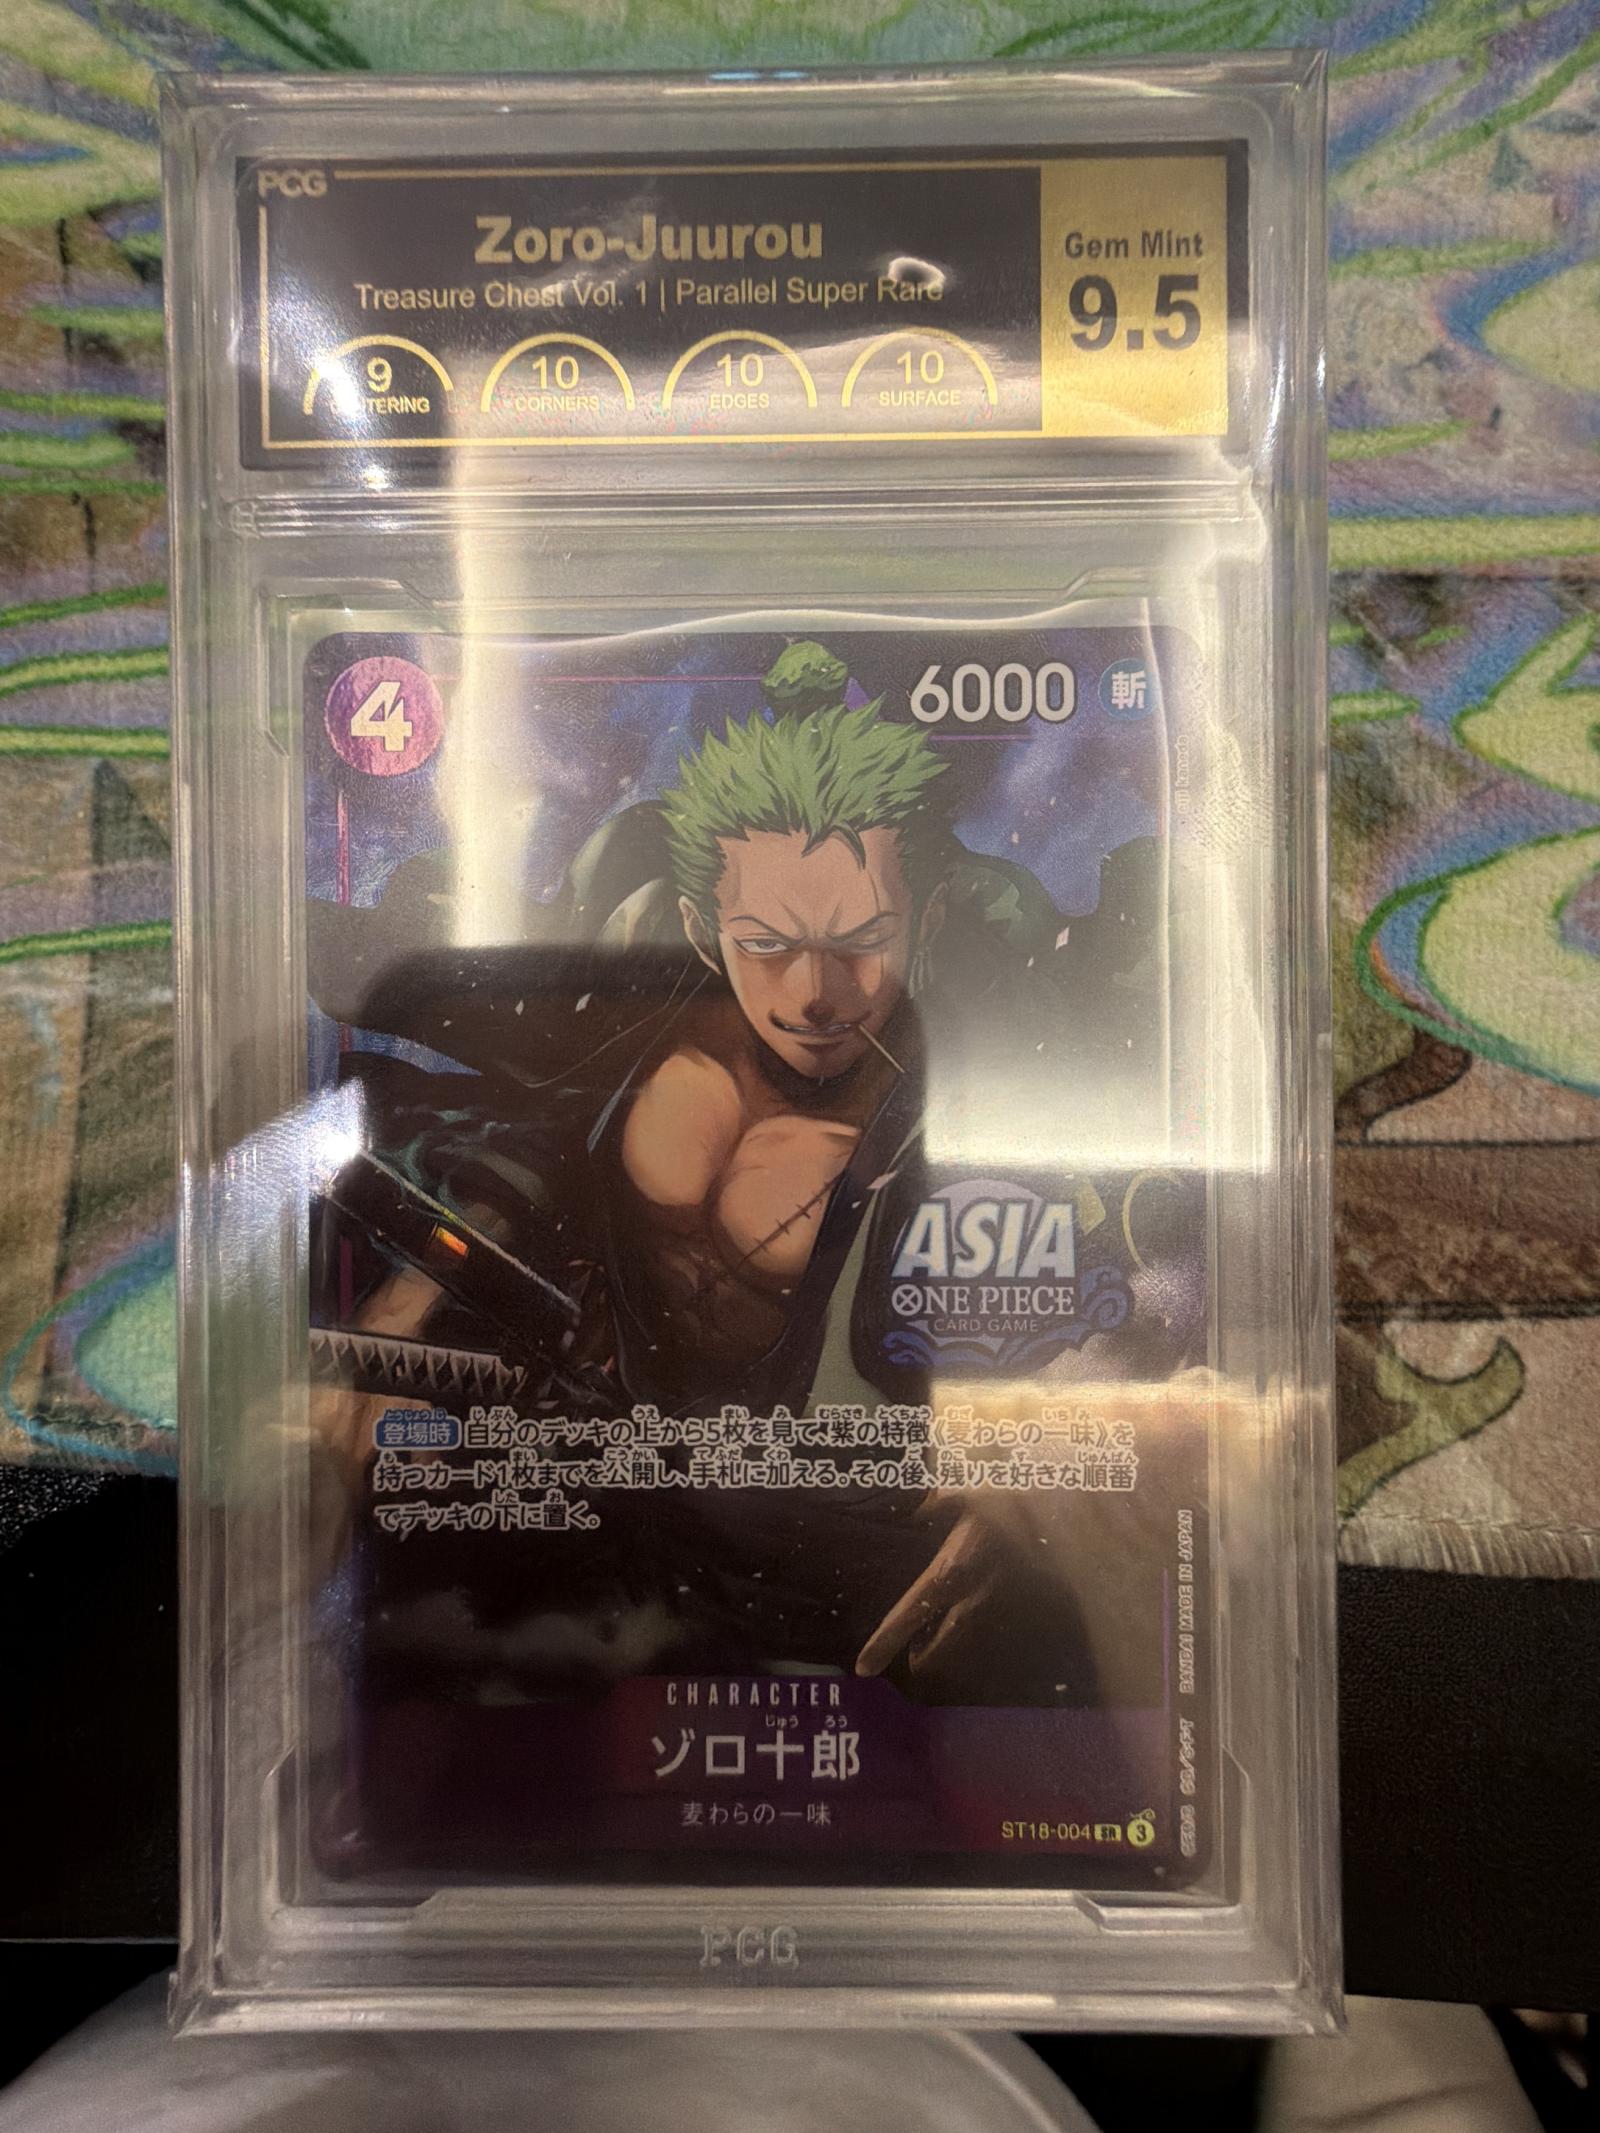 PCG
Zoro-Juurou
Treasure Chest Vol. 1 | Parallel Super Rare
Gem Mint
9.5
9
CENTERING
10
CORNERS
10
EDGES
10
SURFACE
4
6000 斬
ASIA
ONE PIECE
CARD GAME
登場時 自分のデッキの上から5枚を見て、紫の特徴《麦わらの一味》を
持つカード1枚までを公開し、手札に加える。その後、残りを好きな順番
でデッキの下に置く。
CHARACTER
ゾロ十郎
麦わらの一味
ST18-004 SR 3
BANDAI MADE IN JAPAN
PCG